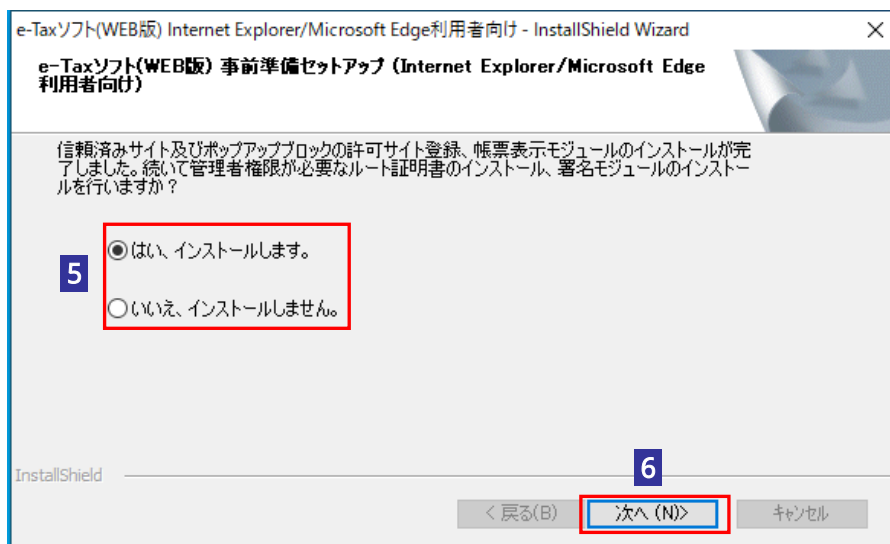 e-Taxソフト(WEB版) Internet Explorer/Microsoft Edge利用者向け - InstallShield Wizard
e-Taxソフト(WEB版) 事前準備セットアップ (Internet Explorer/Microsoft Edge
利用者向け)
信頼済みサイト及びポップアップブロックの許可サイト登録、帳票表示モジュールのインストールが完
了しました。続いて管理者権限が必要なルート証明書のインストール、署名モジュールのインストー
ルを行いますか？
はい、インストールします。
5
いいえ、インストールしません。
InstallShield
6
< 戻る(B)
次へ (N)>
キャンセル